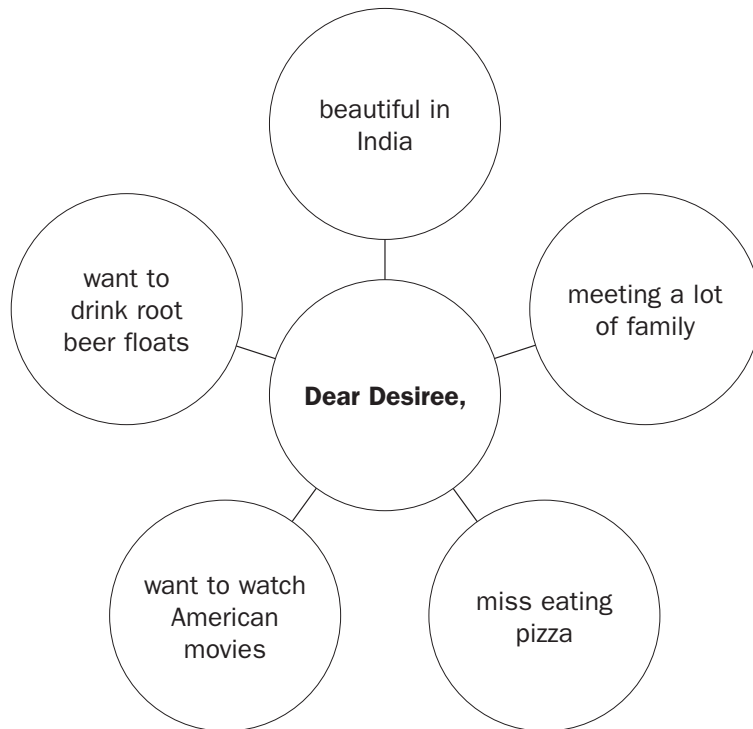 beautiful in
India
want to
drink root
beer floats
meeting a lot
of family
Dear Desiree,
want to watch
American
movies
miss eating
pizza